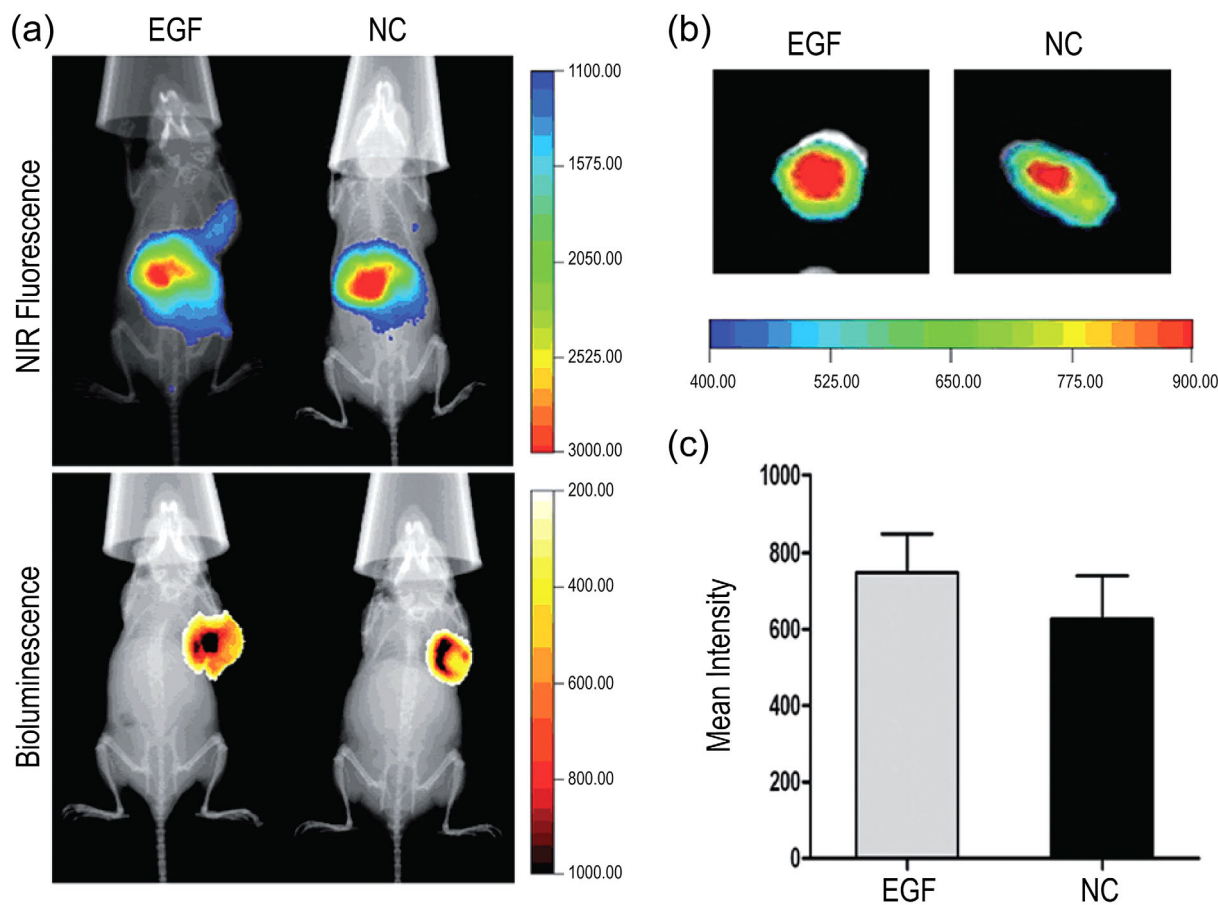 (a)
EGF
NC
NIR Fluorescence
1100.00
1575.00
2050.00
2525.00
3000.00
Bioluminescence
200.00
400.00
600.00
800.00
1000.00
(b)
EGF
NC
400.00
525.00
650.00
775.00
900.00
(c)
Mean Intensity
1000
800
600
400
800
0
EGF
NC